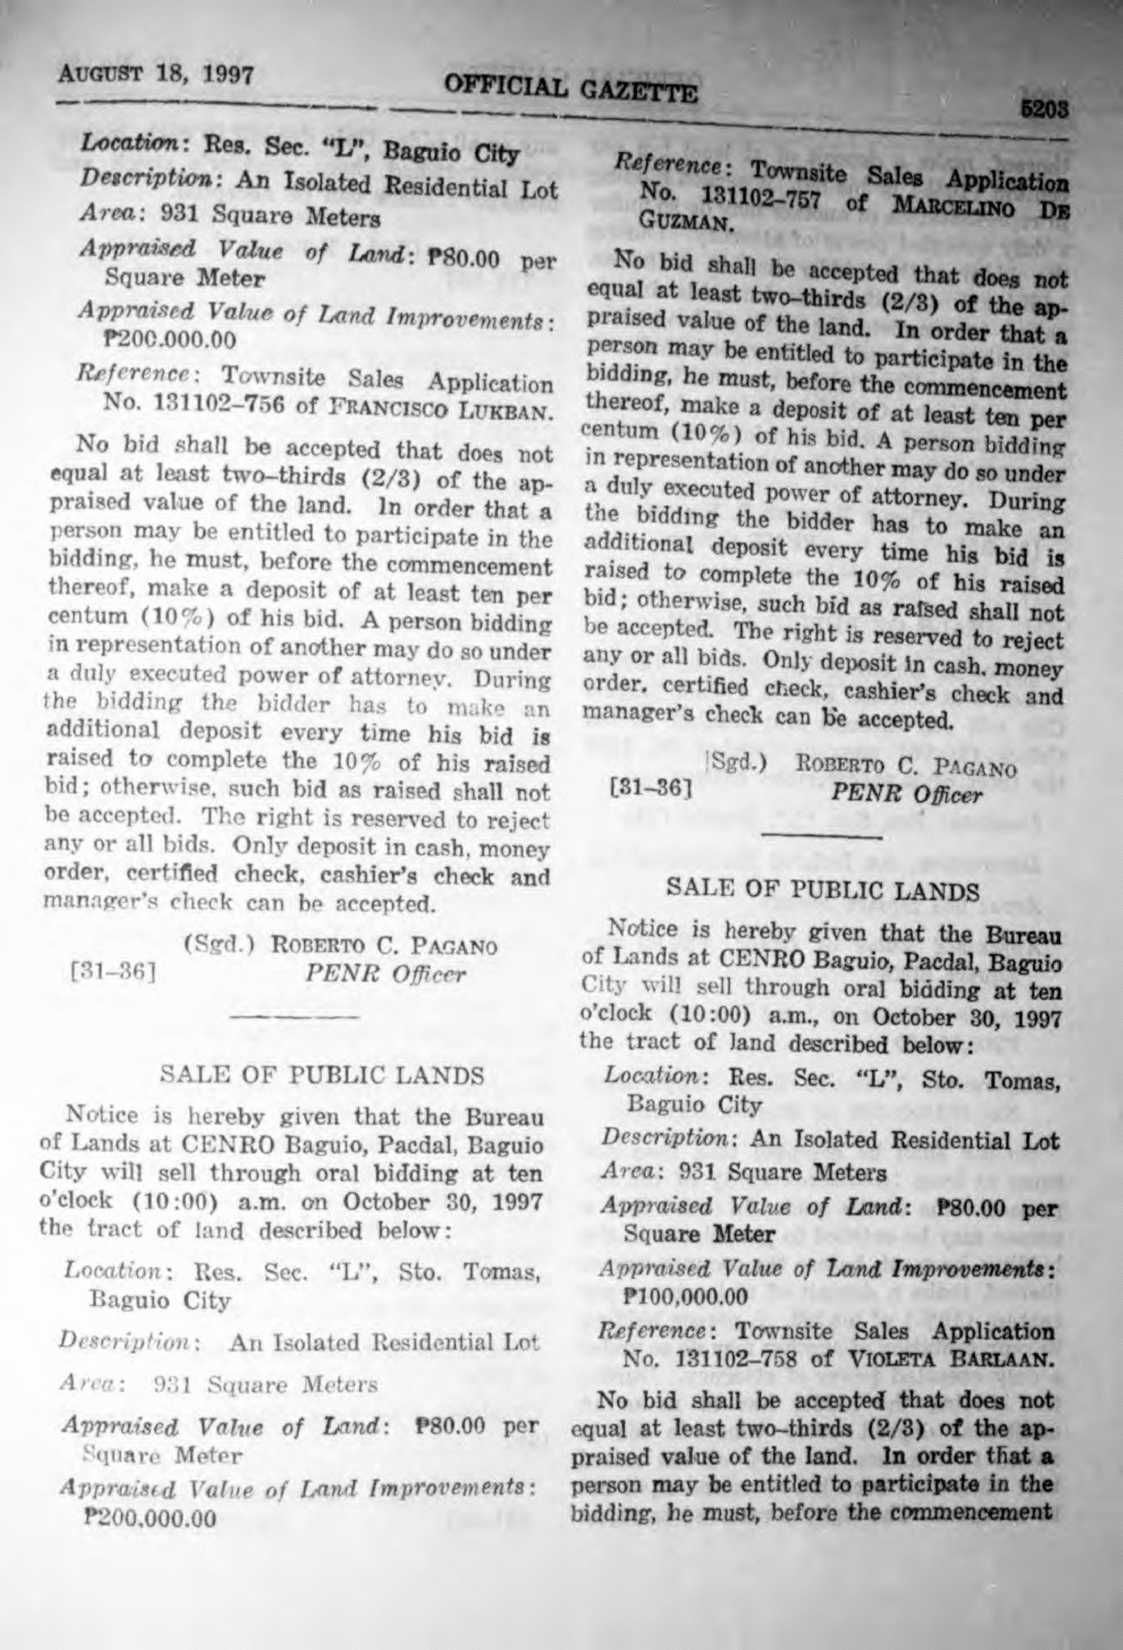 AUGUST 18, 1997
OFFICIAL GAZETTE
5203
Location: Res. Sec. "L", Baguio City
Description: An Isolated Residential Lot
Area: 931 Square Meters
Appraised Value of Land: ₱80.00 per
Square Meter
Appraised Value of Land Improvements:
₱200.000.00
Reference: Townsite Sales Application
No. 131102–756 of FRANCISCO LUKBAN.
No bid shall be accepted that does not
equal at least two–thirds (2/3) of the ap-
praised value of the land. In order that a
person may be entitled to participate in the
bidding, he must, before the commencement
thereof, make a deposit of at least ten per
centum (10%) of his bid. A person bidding
in representation of another may do so under
a duly executed power of attorney. During
the bidding the bidder has to make an
additional deposit every time his bid is
raised to complete the 10% of his raised
bid; otherwise, such bid as raised shall not
be accepted. The right is reserved to reject
any or all bids. Only deposit in cash, money
order, certified check, cashier's check and
manager's check can be accepted.
(Sgd.) ROBERTO C. PAGANO
[31–36] PENR Officer
SALE OF PUBLIC LANDS
Notice is hereby given that the Bureau
of Lands at CENRO Baguio, Pacdal, Baguio
City will sell through oral bidding at ten
o'clock (10:00) a.m. on October 30, 1997
the tract of land described below:
Location: Res. Sec. "L", Sto. Tomas,
Baguio City
Description: An Isolated Residential Lot
Area: 931 Square Meters
Appraised Value of Land: ₱80.00 per
Square Meter
Appraised Value of Land Improvements:
₱200,000.00
Reference: Townsite Sales Application
No. 131102–757 of MARCELINO DE
GUZMAN.
No bid shall be accepted that does not
equal at least two–thirds (2/3) of the ap-
praised value of the land. In order that a
person may be entitled to participate in the
bidding, he must, before the commencement
thereof, make a deposit of at least ten per
centum (10%) of his bid. A person bidding
in representation of another may do so under
a duly executed power of attorney. During
the bidding the bidder has to make an
additional deposit every time his bid is
raised to complete the 10% of his raised
bid; otherwise, such bid as raised shall not
be accepted. The right is reserved to reject
any or all bids. Only deposit in cash, money
order, certified check, cashier's check and
manager's check can be accepted.
(Sgd.) ROBERTO C. PAGANO
[31–36] PENR Officer
SALE OF PUBLIC LANDS
Notice is hereby given that the Bureau
of Lands at CENRO Baguio, Pacdal, Baguio
City will sell through oral bidding at ten
o'clock (10:00) a.m., on October 30, 1997
the tract of land described below:
Location: Res. Sec. "L", Sto. Tomas,
Baguio City
Description: An Isolated Residential Lot
Area: 931 Square Meters
Appraised Value of Land: ₱80.00 per
Square Meter
Appraised Value of Land Improvements:
₱100,000.00
Reference: Townsite Sales Application
No. 131102–758 of VIOLETA BARLAAN.
No bid shall be accepted that does not
equal at least two–thirds (2/3) of the ap-
praised value of the land. In order that a
person may be entitled to participate in the
bidding, he must, before the commencement